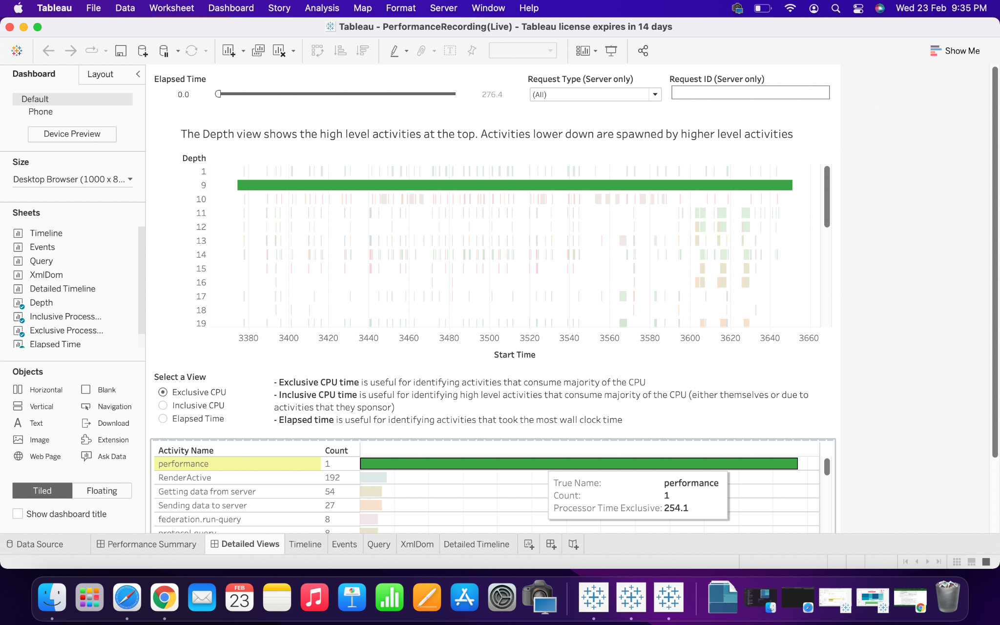 Tableau File Data Worksheet Dashboard Story Analysis Map Format Server Window Help Wed 23 Feb 9:35 PM
Tableau - PerformanceRecording(Live) - Tableau license expires in 14 days
Show Me
Dashboard Layout
Default
Phone
Device Preview
Size
Desktop Browser (1000 x 8...
Sheets
Timeline
Events
Query
XmlDom
Detailed Timeline
Depth
Inclusive Process...
Exclusive Process...
Elapsed Time
Objects
Horizontal Blank
Vertical Navigation
Text Download
Image Extension
Web Page Ask Data
Tiled Floating
Show dashboard title
Elapsed Time
0.0 276.4
Request Type (Server only)
(All)
Request ID (Server only)
The Depth view shows the high level activities at the top. Activities lower down are spawned by higher level activities
Depth
1
9
10
11
12
13
14
15
16
17
18
19
3380 3400 3420 3440 3460 3480 3500 3520 3540 3560 3580 3600 3620 3640 3660
Start Time
Select a View
Exclusive CPU
Inclusive CPU
Elapsed Time
- Exclusive CPU time is useful for identifying activities that consume majority of the CPU
- Inclusive CPU time is useful for identifying high level activities that consume majority of the CPU (either themselves or due to
activities that they sponsor)
- Elapsed time is useful for identifying activities that took the most wall clock time
Activity Name Count
performance 1
RenderActive 192
Getting data from server 54
Sending data to server 27
federation.run-query 8
protocol.query 8
True Name: performance
Count: 1
Processor Time Exclusive: 254.1
Data Source Performance Summary Detailed Views Timeline Events Query XmlDom Detailed Timeline
FEB
23